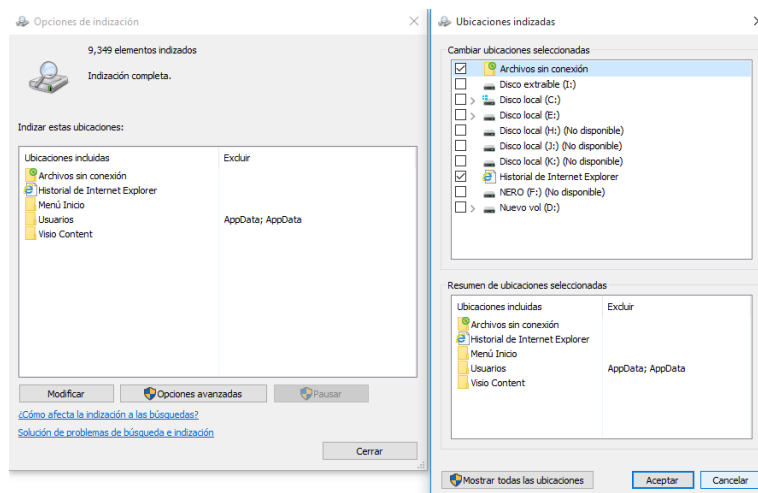 Opciones de indización
9,349 elementos indizados
Indización completa.
Indizar estas ubicaciones:
Ubicaciones incluidas Excluir
Archivos sin conexión
Historial de Internet Explorer
Menú Inicio
Usuarios AppData; AppData
Visio Content
Modificar Opciones avanzadas Pausar
¿Cómo afecta la indización a las búsquedas?
Solución de problemas de búsqueda e indización
Cerrar
Ubicaciones indizadas
Cambiar ubicaciones seleccionadas
Archivos sin conexión
Disco extraíble (I:)
Disco local (C:)
Disco local (E:)
Disco local (H:) (No disponible)
Disco local (J:) (No disponible)
Disco local (K:) (No disponible)
Historial de Internet Explorer
NERO (F:) (No disponible)
Nuevo vol (D:)
Resumen de ubicaciones seleccionadas
Ubicaciones incluidas Excluir
Archivos sin conexión
Historial de Internet Explorer
Menú Inicio
Usuarios AppData; AppData
Visio Content
Mostrar todas las ubicaciones Aceptar Cancelar